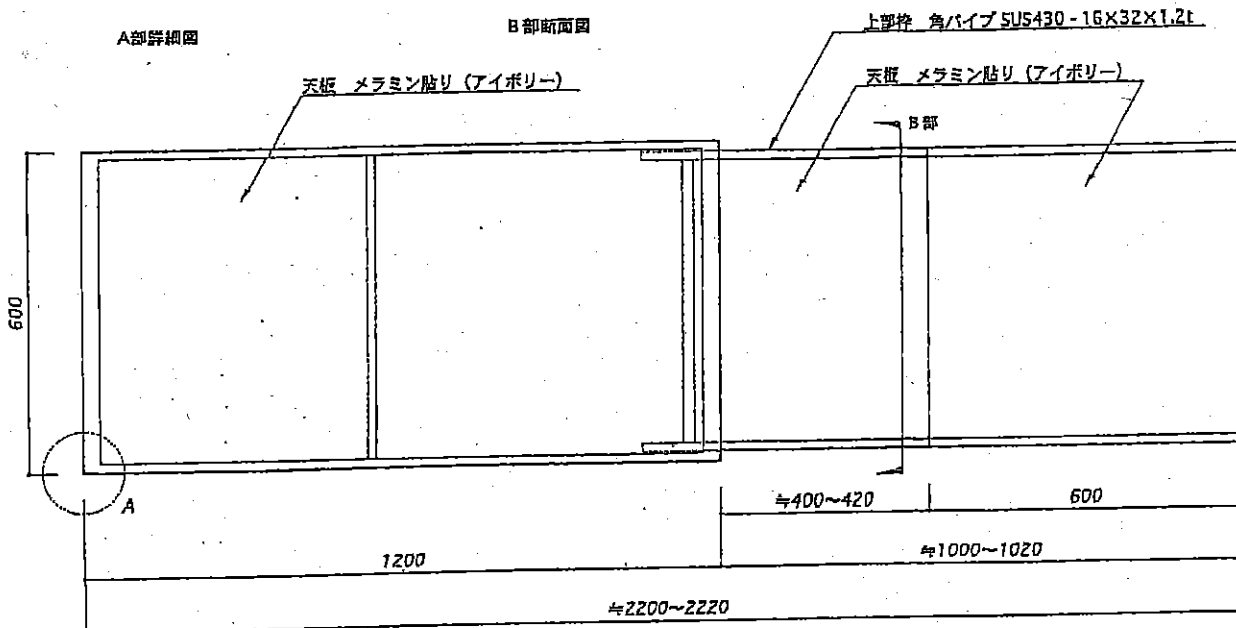 A部詳細図
B部断面図
上部枠 角パイプ SUS430 - 16×32×1.2t
天板 メラミン貼り (アイボリー)
天板 メラミン貼り (アイボリー)
B部
600
A
≒400～420
600
1200
≒1000～1020
≒2200～2220